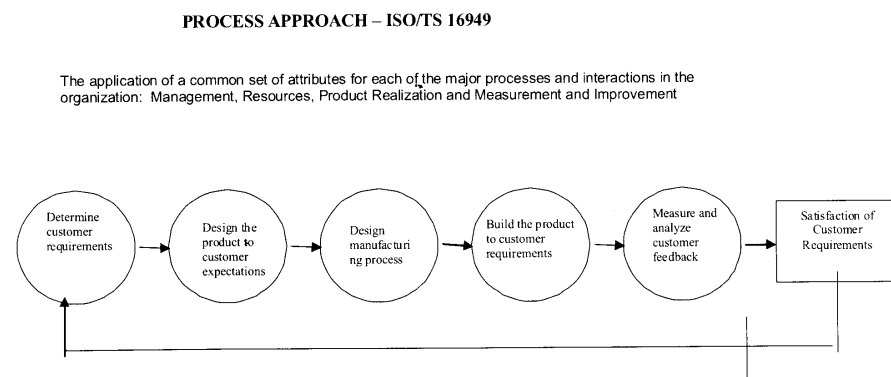 PROCESS APPROACH – ISO/TS 16949
The application of a common set of attributes for each of the major processes and interactions in the
organization: Management, Resources, Product Realization and Measurement and Improvement
Determine
customer
requirements
Design the
product to
customer
expectations
Design
manufacturi
ng process
Build the product
to customer
requirements
Measure and
analyze
customer
feedback
Satisfaction of
Customer
Requirements